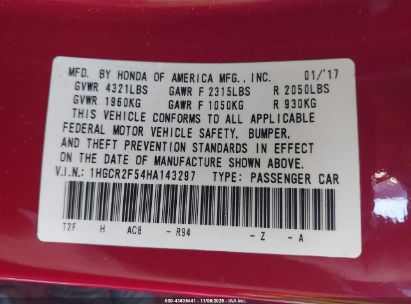 MFD. BY HONDA OF AMERICA MFG., INC. 01/'17
GVWR 4321LBS GAWR F 2315LBS R 2050LBS
GVWR 1960KG GAWR F 1050KG R 930KG
THIS VEHICLE CONFORMS TO ALL APPLICABLE
FEDERAL MOTOR VEHICLE SAFETY, BUMPER,
AND THEFT PREVENTION STANDARDS IN EFFECT
ON THE DATE OF MANUFACTURE SHOWN ABOVE.
V.I.N.: 1HGCR2F54HA143297 TYPE: PASSENGER CAR
T2F H AC8 - R94 - Z - A